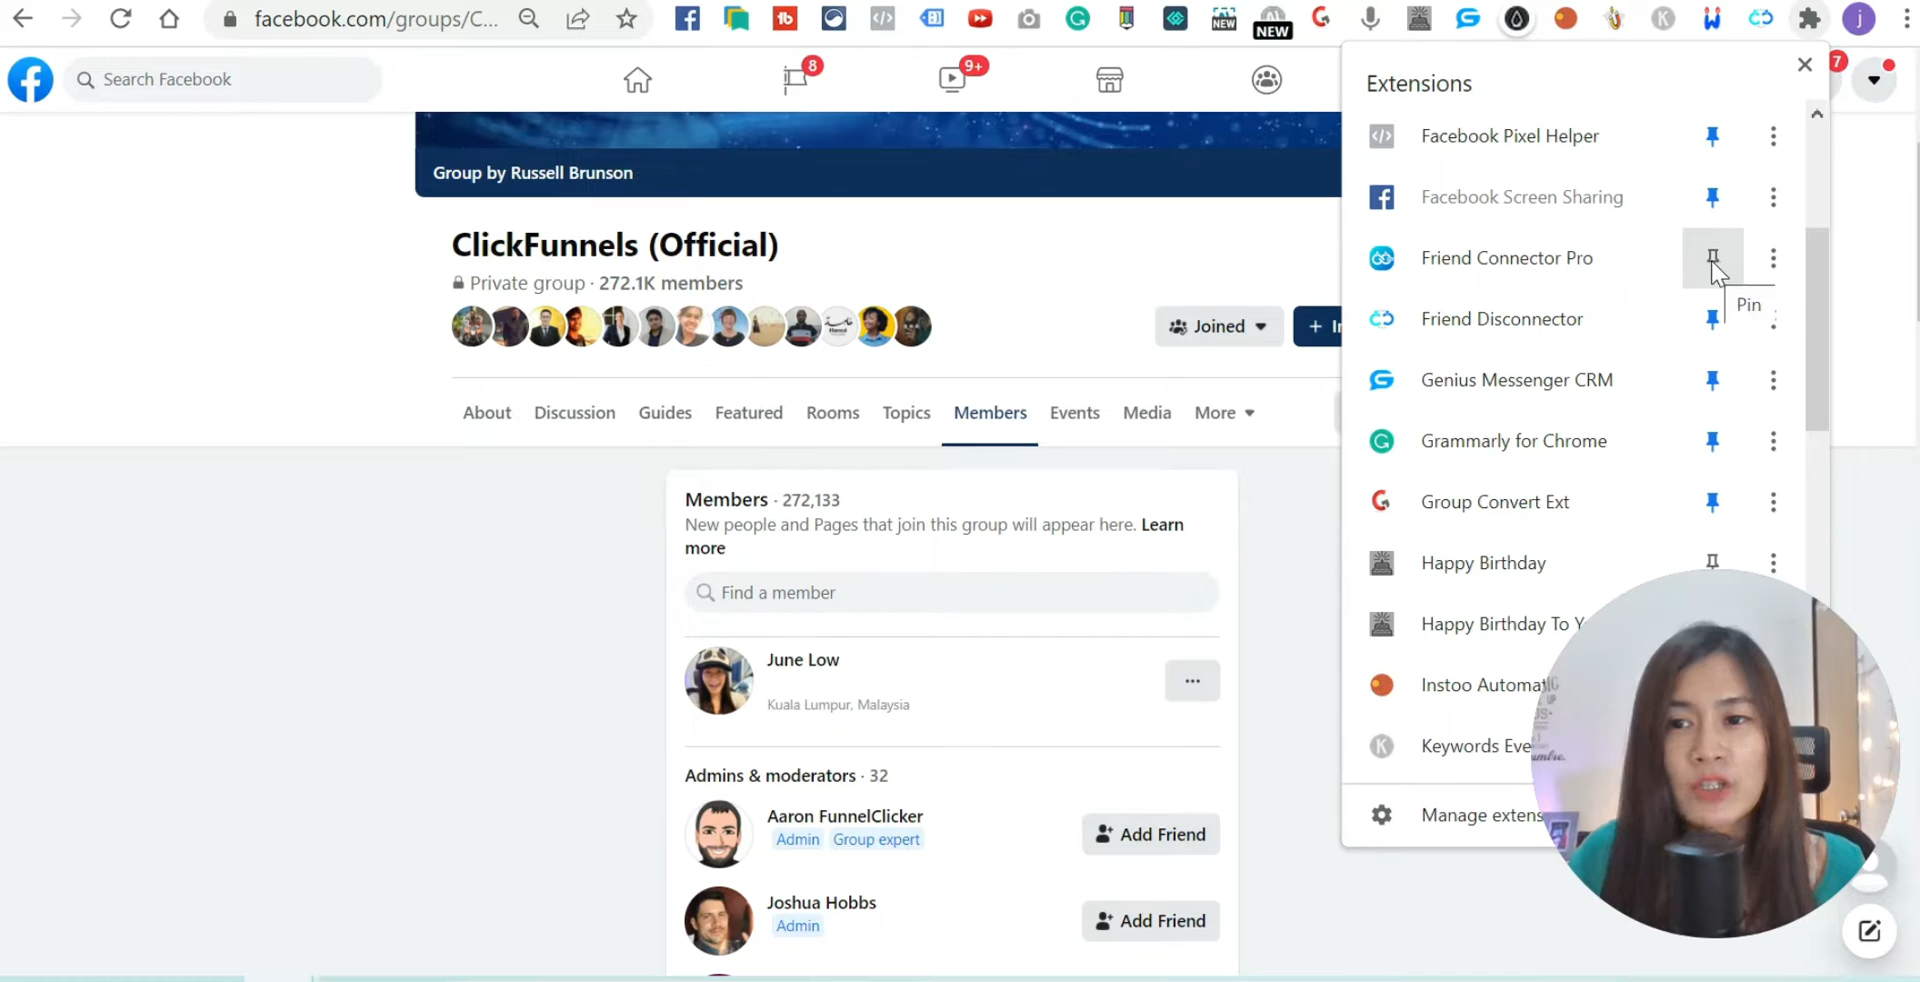 facebook.com/groups/C...
NEW
NEW
j
Search Facebook
8
9+
7
Extensions
Facebook Pixel Helper
Facebook Screen Sharing
Friend Connector Pro
Pin
Friend Disconnector
Genius Messenger CRM
Grammarly for Chrome
Group Convert Ext
Happy Birthday
Happy Birthday To Y
Instoo Automati
Keywords Eve
Manage extens
Group by Russell Brunson
ClickFunnels (Official)
Private group · 272.1K members
Joined
+ I
About Discussion Guides Featured Rooms Topics Members Events Media More
Members · 272,133
New people and Pages that join this group will appear here. Learn
more
Find a member
June Low
Kuala Lumpur, Malaysia
Admins & moderators · 32
Aaron FunnelClicker
Admin Group expert
Add Friend
Joshua Hobbs
Admin
Add Friend